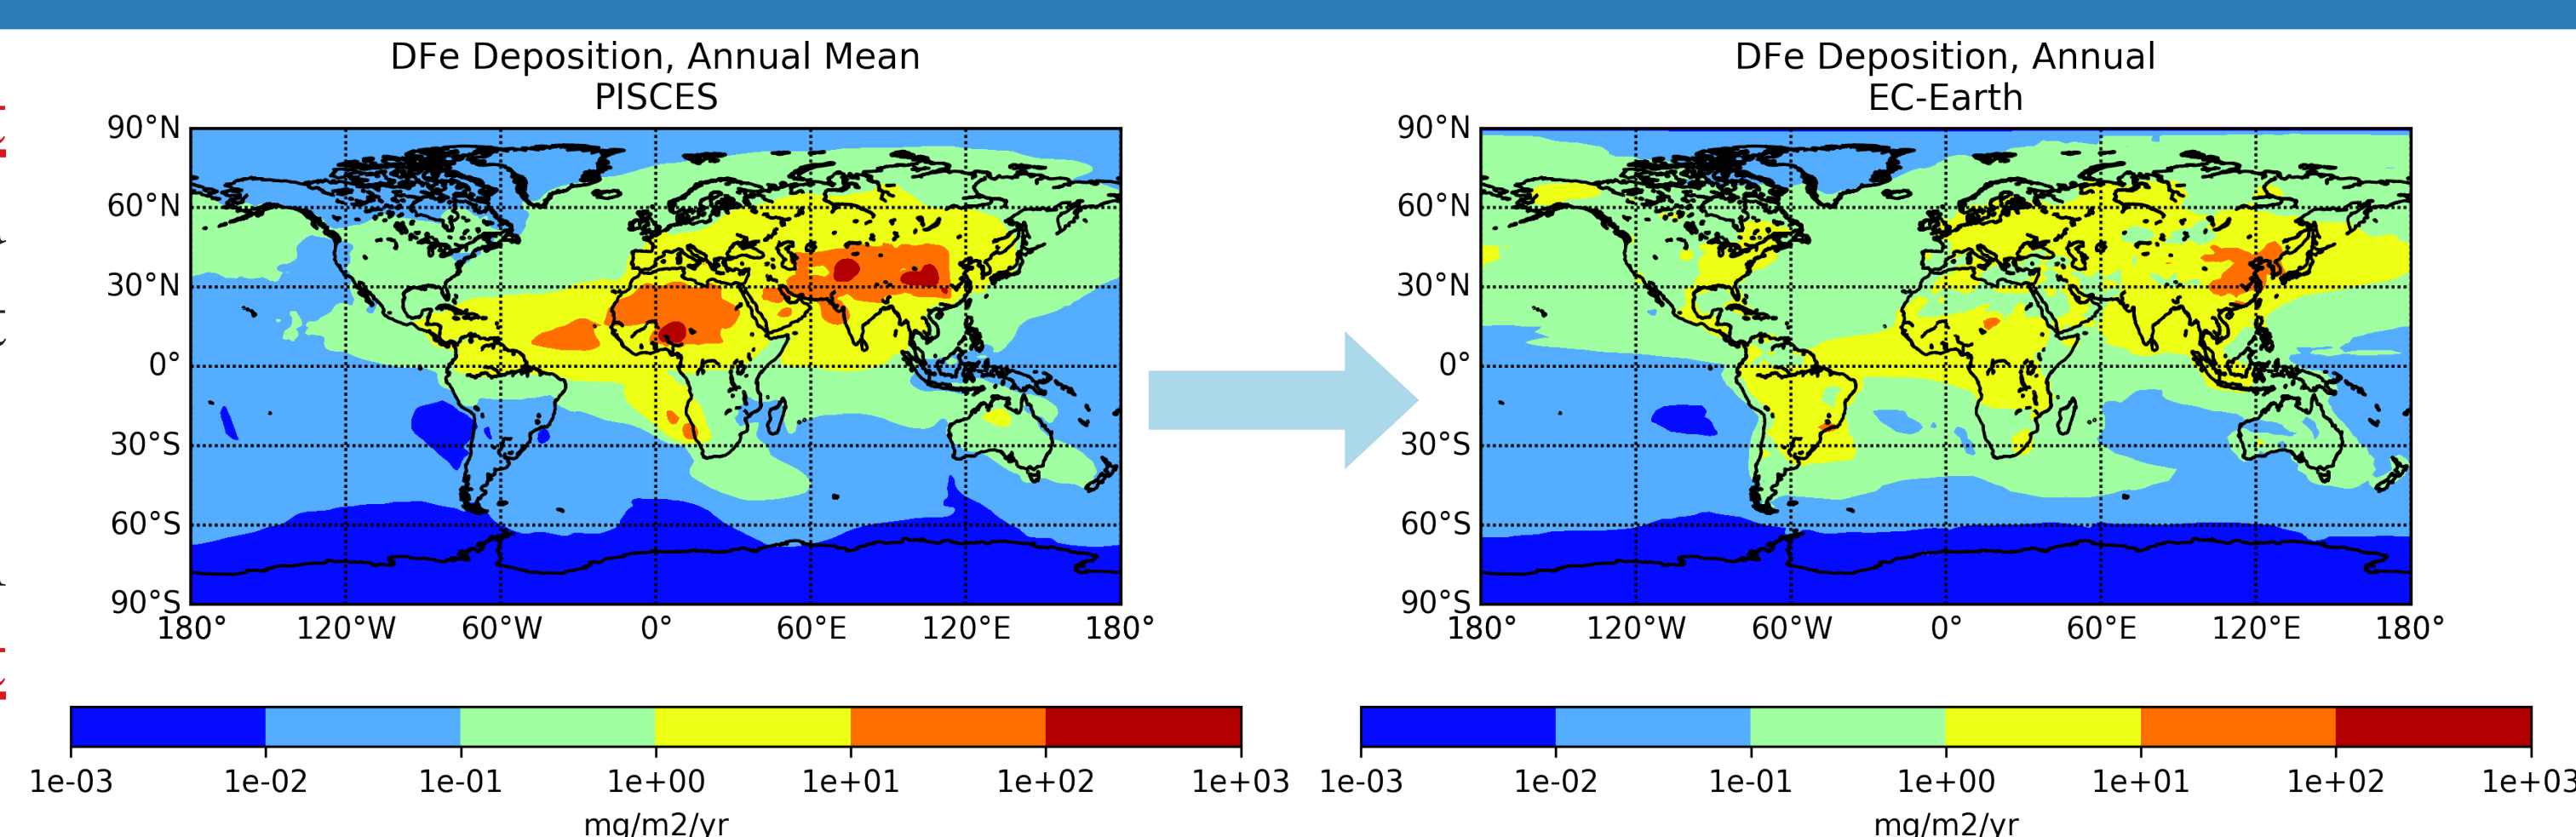 DFe Deposition, Annual Mean
PISCES
90°N
60°N
30°N
0°
30°S
60°S
90°S
180° 120°W 60°W 0° 60°E 120°E 180°
1e-03 1e-02 1e-01 1e+00 1e+01 1e+02 1e+03
mg/m2/yr
DFe Deposition, Annual
EC-Earth
90°N
60°N
30°N
0°
30°S
60°S
90°S
180° 120°W 60°W 0° 60°E 120°E 180°
1e-03 1e-02 1e-01 1e+00 1e+01 1e+02 1e+03
mg/m2/yr